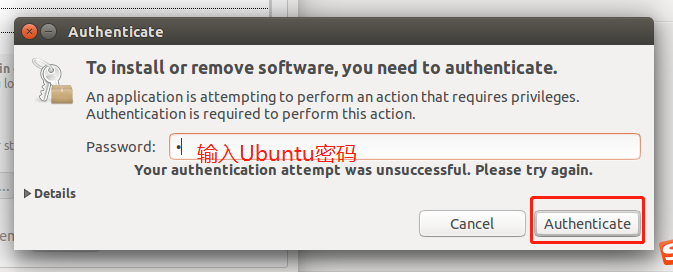 Authenticate
To install or remove software, you need to authenticate.
An application is attempting to perform an action that requires privileges.
Authentication is required to perform this action.
Password: • 输入Ubuntu密码
Your authentication attempt was unsuccessful. Please try again.
Details
Cancel Authenticate